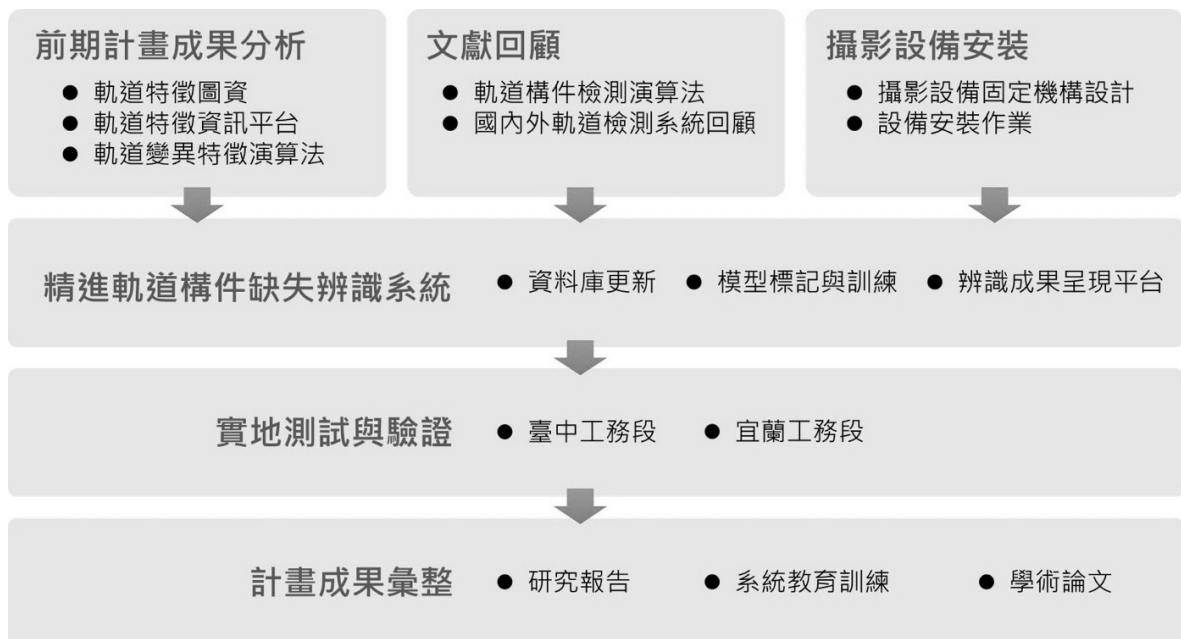 前期計畫成果分析
● 軌道特徵圖資
● 軌道特徵資訊平台
● 軌道變異特徵演算法
文獻回顧
● 軌道構件檢測演算法
● 國內外軌道檢測系統回顧
攝影設備安裝
● 攝影設備固定機構設計
● 設備安裝作業
精進軌道構件缺失辨識系統 ● 資料庫更新 ● 模型標記與訓練 ● 辨識成果呈現平台
實地測試與驗證 ● 臺中工務段 ● 宜蘭工務段
計畫成果彙整 ● 研究報告 ● 系統教育訓練 ● 學術論文